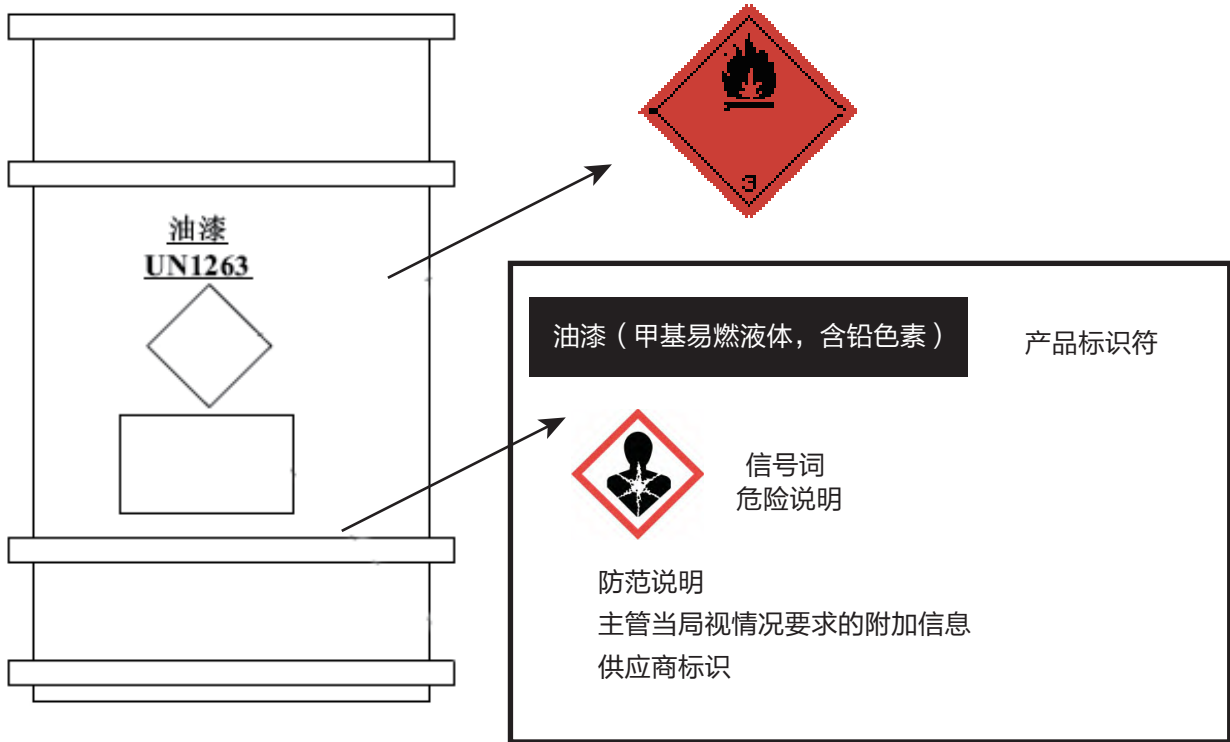 油漆
UN1263
3
油漆（甲基易燃液体，含铅色素）
产品标识符
信号词
危险说明
防范说明
主管当局视情况要求的附加信息
供应商标识